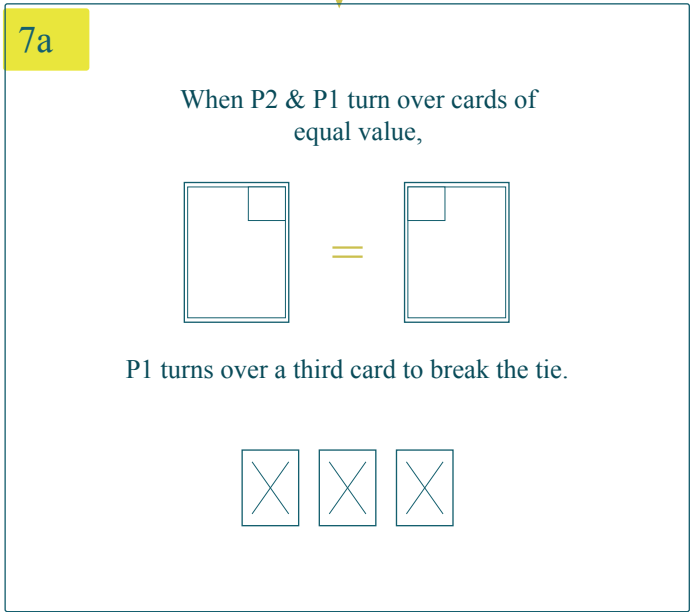 7a
When P2 & P1 turn over cards of
equal value,
=
P1 turns over a third card to break the tie.